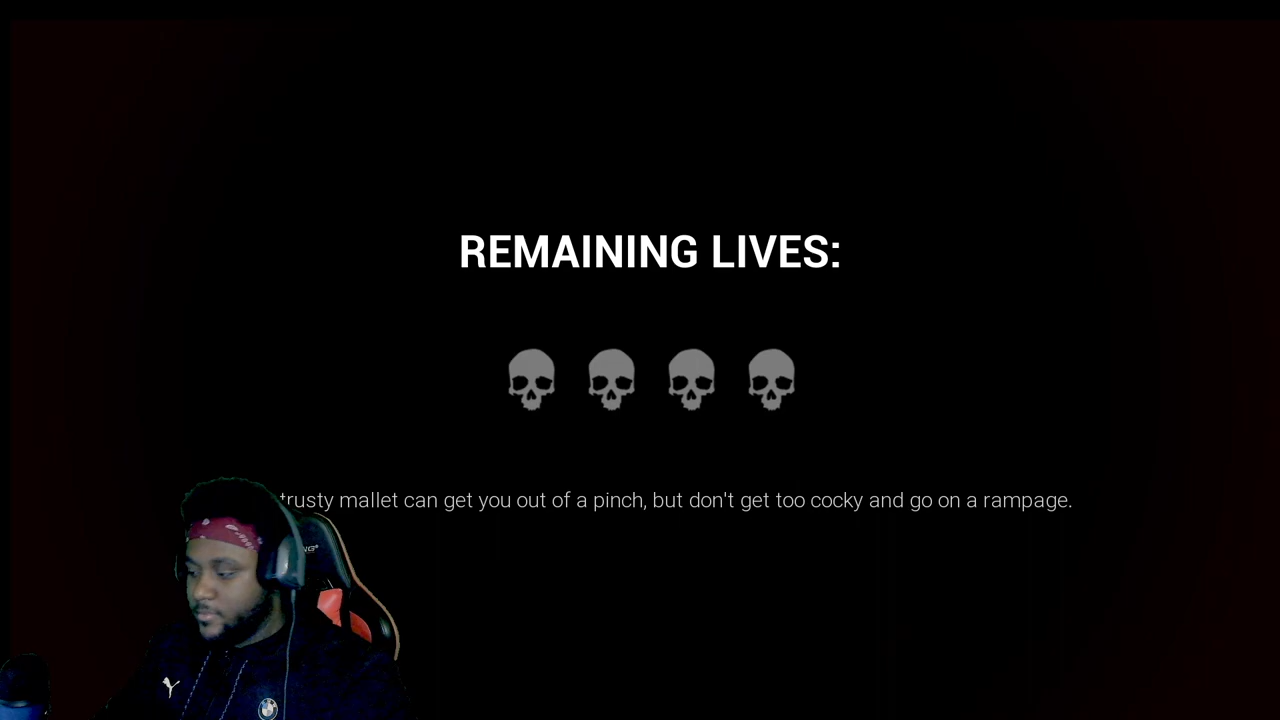 REMAINING LIVES:
trusty mallet can get you out of a pinch, but don't get too cocky and go on a rampage.